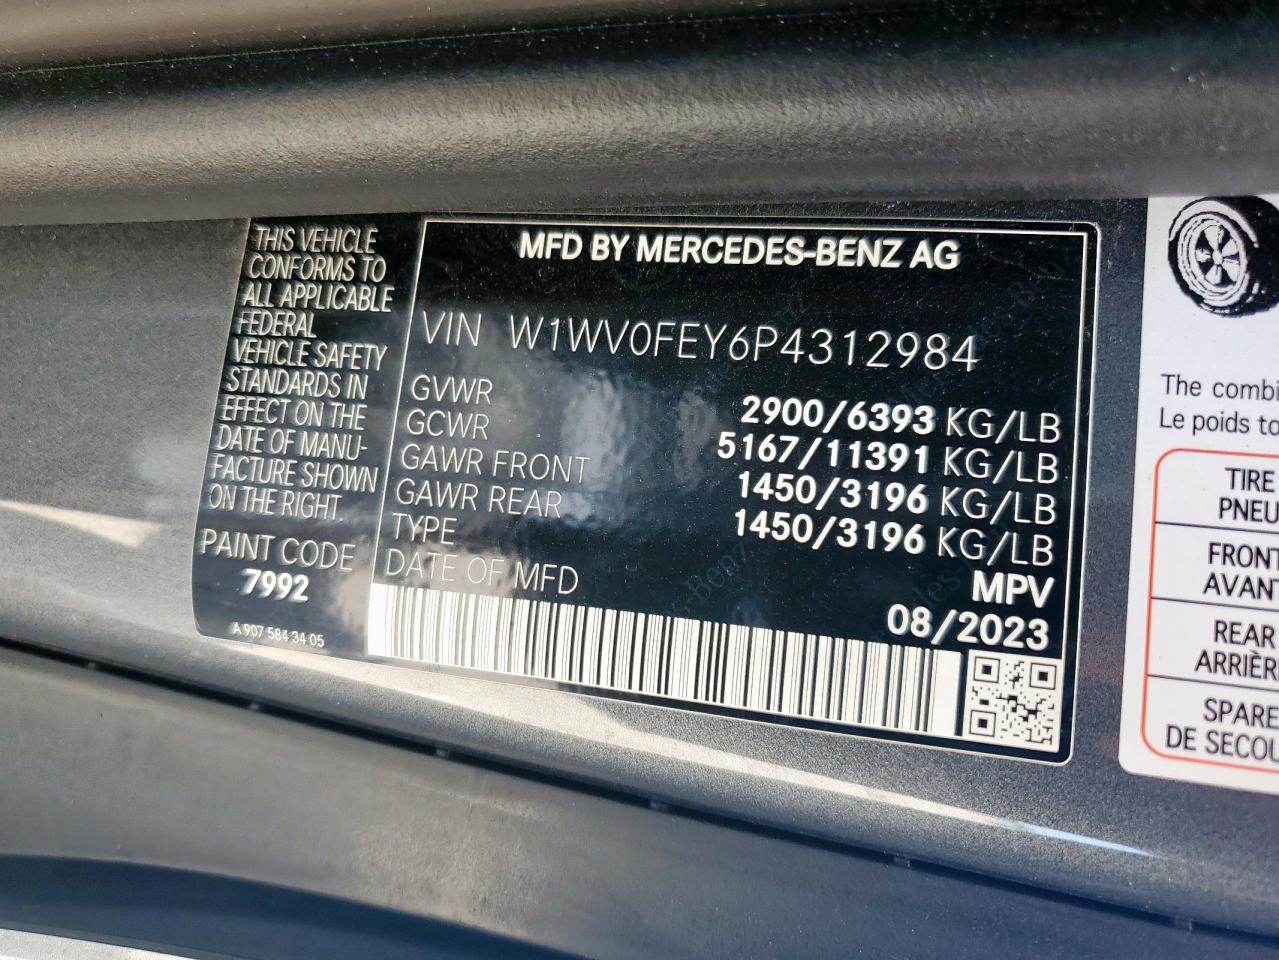 THIS VEHICLE
CONFORMS TO
ALL APPLICABLE
FEDERAL
VEHICLE SAFETY
STANDARDS IN
EFFECT ON THE
DATE OF MANU-
FACTURE SHOWN
ON THE RIGHT.
PAINT CODE
7992
A 907 584 34 05
MFD BY MERCEDES-BENZ AG
VIN W1WV0FEY6P4312984
GVWR 2900/6393 KG/LB
GCWR 5167/11391 KG/LB
GAWR FRONT 1450/3196 KG/LB
GAWR REAR 1450/3196 KG/LB
TYPE MPV
DATE OF MFD 08/2023
The combi
Le poids to
TIRE
PNEU
FRONT
AVANT
REAR
ARRIÈR
SPARE
DE SECOU